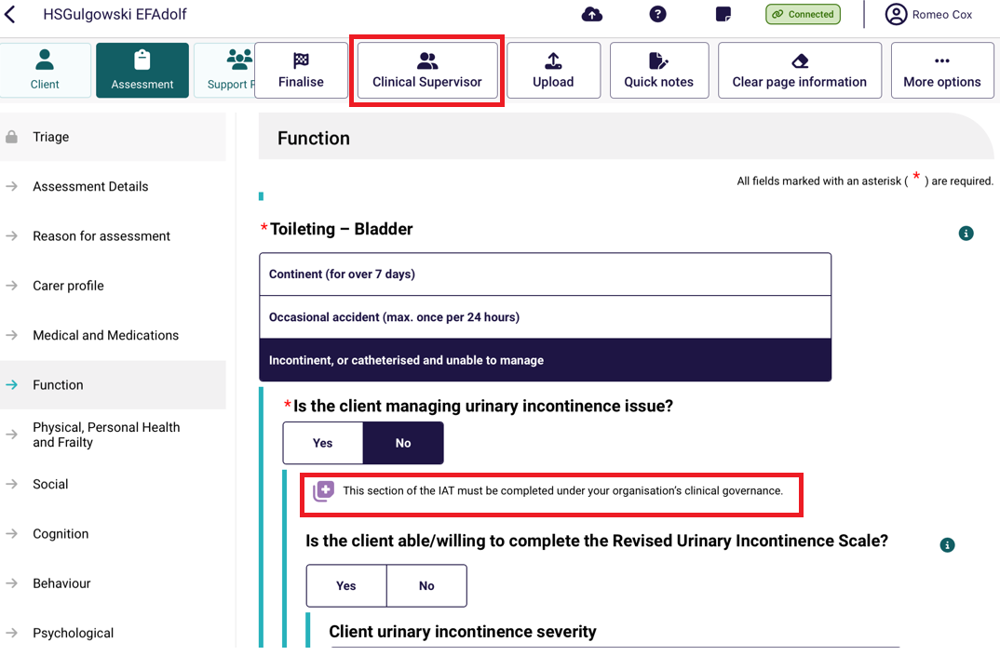 HSGulgowski EFAdolf
Connected
Romeo Cox
Client
Assessment
Support
Finalise
Clinical Supervisor
Upload
Quick notes
Clear page information
More options
Triage
Assessment Details
Reason for assessment
Carer profile
Medical and Medications
Function
Physical, Personal Health
and Frailty
Social
Cognition
Behaviour
Psychological
Function
All fields marked with an asterisk ( * ) are required.
*Toileting – Bladder
Continent (for over 7 days)
Occasional accident (max. once per 24 hours)
Incontinent, or catheterised and unable to manage
*Is the client managing urinary incontinence issue?
Yes
No
This section of the IAT must be completed under your organisation's clinical governance.
Is the client able/willing to complete the Revised Urinary Incontinence Scale?
Yes
No
Client urinary incontinence severity